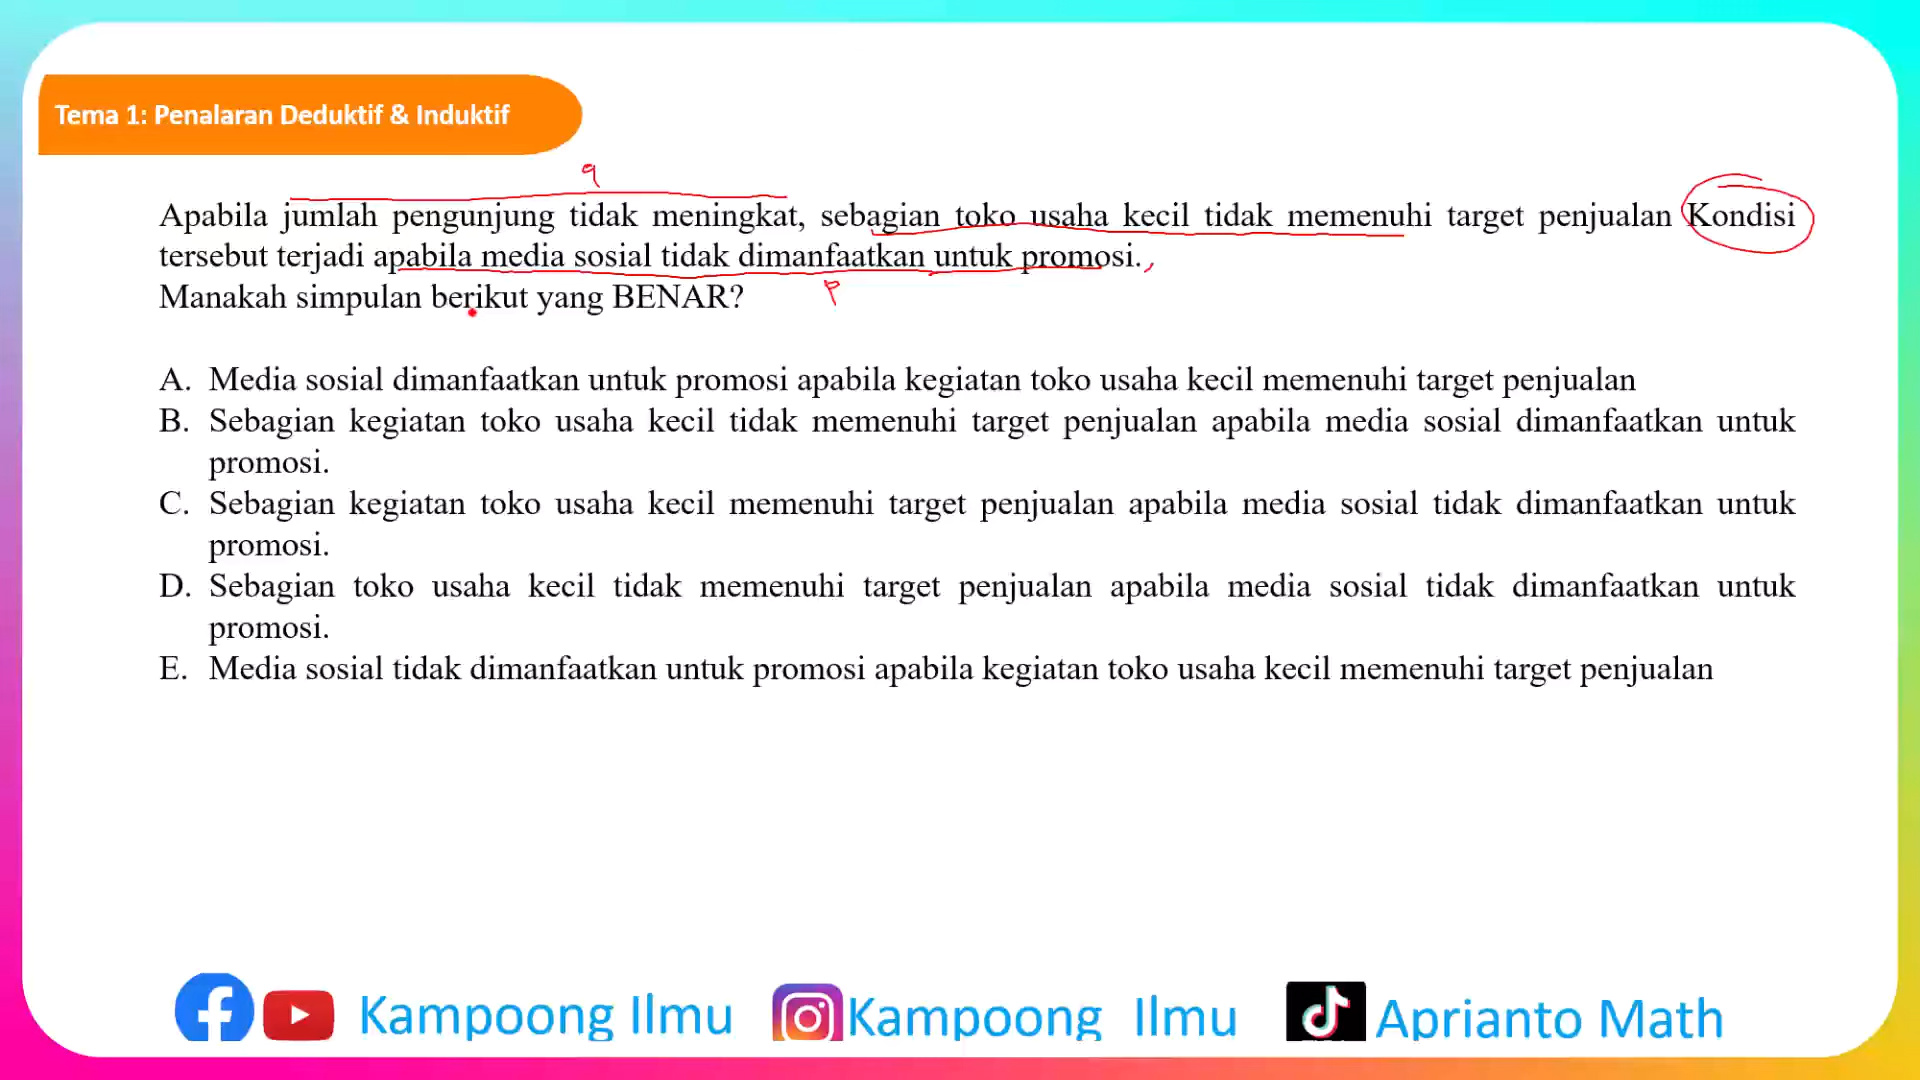 Tema 1: Penalaran Deduktif & Induktif
q
Apabila jumlah pengunjung tidak meningkat, sebagian toko usaha kecil tidak memenuhi target penjualan Kondisi
tersebut terjadi apabila media sosial tidak dimanfaatkan untuk promosi.,
p
Manakah simpulan berikut yang BENAR?
A. Media sosial dimanfaatkan untuk promosi apabila kegiatan toko usaha kecil memenuhi target penjualan
B. Sebagian kegiatan toko usaha kecil tidak memenuhi target penjualan apabila media sosial dimanfaatkan untuk
promosi.
C. Sebagian kegiatan toko usaha kecil memenuhi target penjualan apabila media sosial tidak dimanfaatkan untuk
promosi.
D. Sebagian toko usaha kecil tidak memenuhi target penjualan apabila media sosial tidak dimanfaatkan untuk
promosi.
E. Media sosial tidak dimanfaatkan untuk promosi apabila kegiatan toko usaha kecil memenuhi target penjualan
Kampoong Ilmu Kampoong Ilmu Aprianto Math